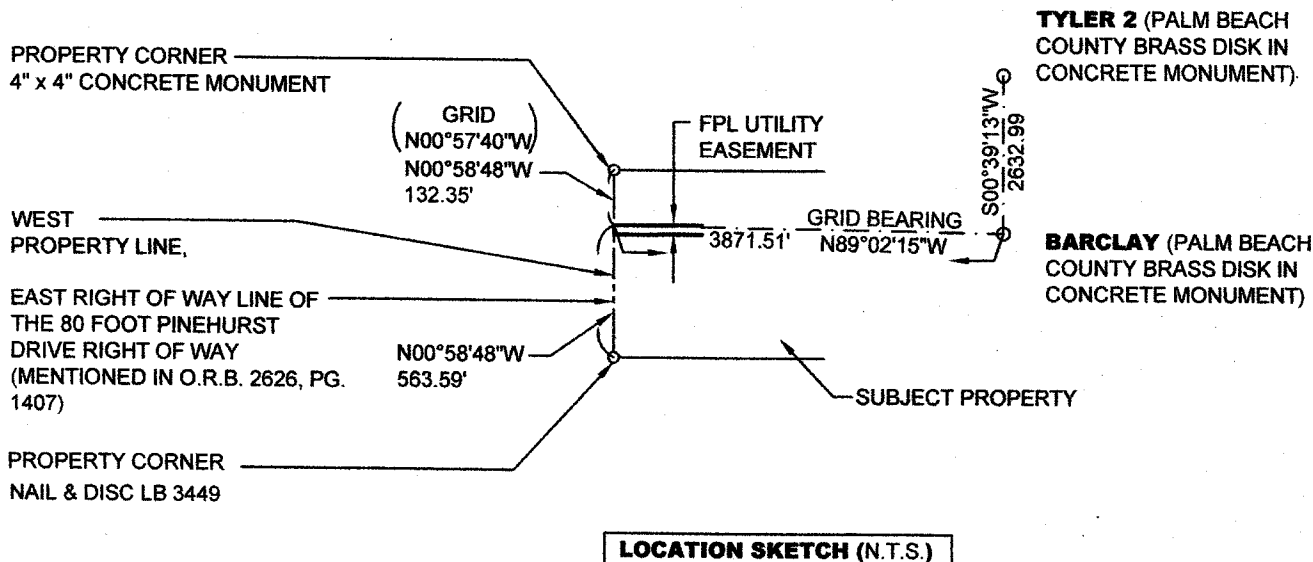 TYLER 2 (PALM BEACH
COUNTY BRASS DISK IN
CONCRETE MONUMENT)
PROPERTY CORNER
4" x 4" CONCRETE MONUMENT
GRID
(N00°57'40"W)
N00°58'48"W
132.35'
FPL UTILITY
EASEMENT
S00°39'13"W
2632.99
WEST
PROPERTY LINE,
3871.51'
GRID BEARING
N89°02'15"W
BARCLAY (PALM BEACH
COUNTY BRASS DISK IN
CONCRETE MONUMENT)
EAST RIGHT OF WAY LINE OF
THE 80 FOOT PINEHURST
DRIVE RIGHT OF WAY
(MENTIONED IN O.R.B. 2626, PG.
1407)
N00°58'48"W
563.59'
SUBJECT PROPERTY
PROPERTY CORNER
NAIL & DISC LB 3449
LOCATION SKETCH (N.T.S.)